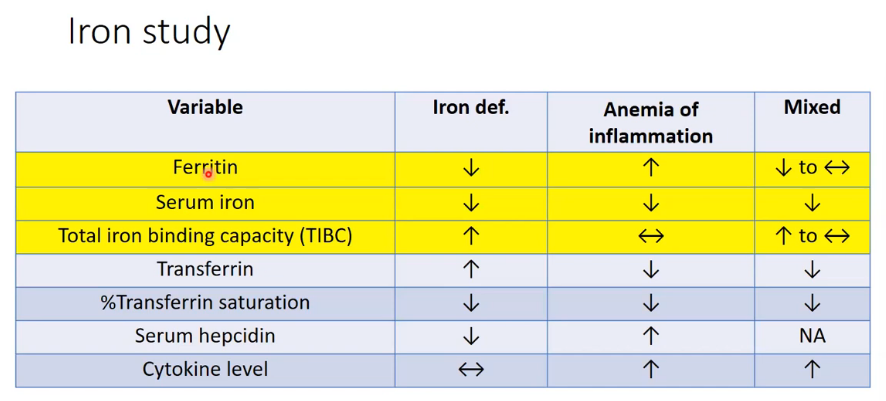 Iron study
Variable Iron def. Anemia of inflammation Mixed
Ferritin ↓ ↑ ↓ to ↔
Serum iron ↓ ↓ ↓
Total iron binding capacity (TIBC) ↑ ↔ ↑ to ↔
Transferrin ↑ ↓ ↓
%Transferrin saturation ↓ ↓ ↓
Serum hepcidin ↓ ↑ NA
Cytokine level ↔ ↑ ↑